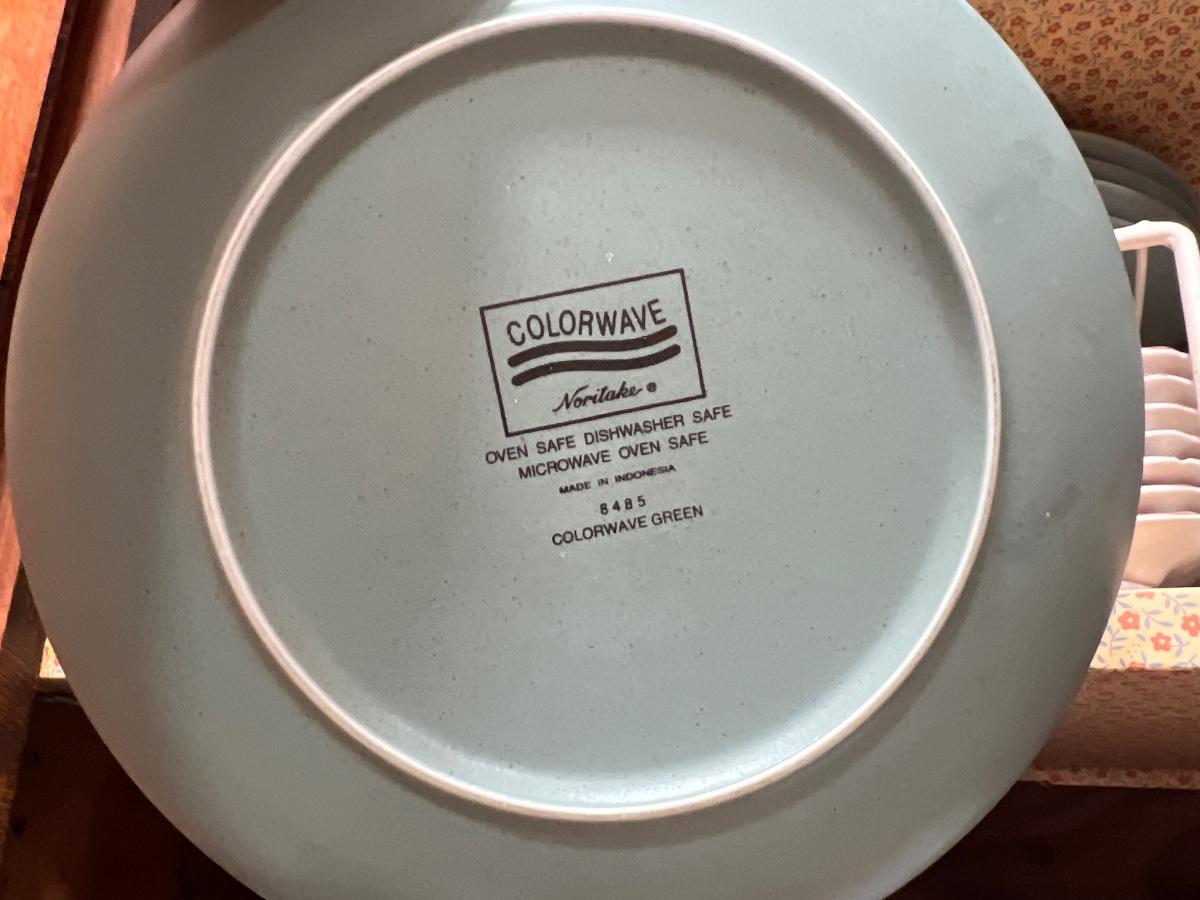 COLORWAVE
Noritake ®
OVEN SAFE DISHWASHER SAFE
MICROWAVE OVEN SAFE
MADE IN INDONESIA
8485
COLORWAVE GREEN